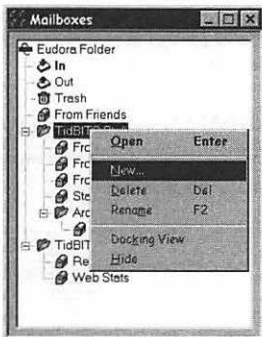 Mailboxes
Eudora Folder
In
Out
Trash
From Friends
TidBITS
Open Enter
Fro
Fro
New...
Fro
Delete Del
Ste
Rename F2
Arc
Docking View
TidBIT
Hide
Re
Web Stats